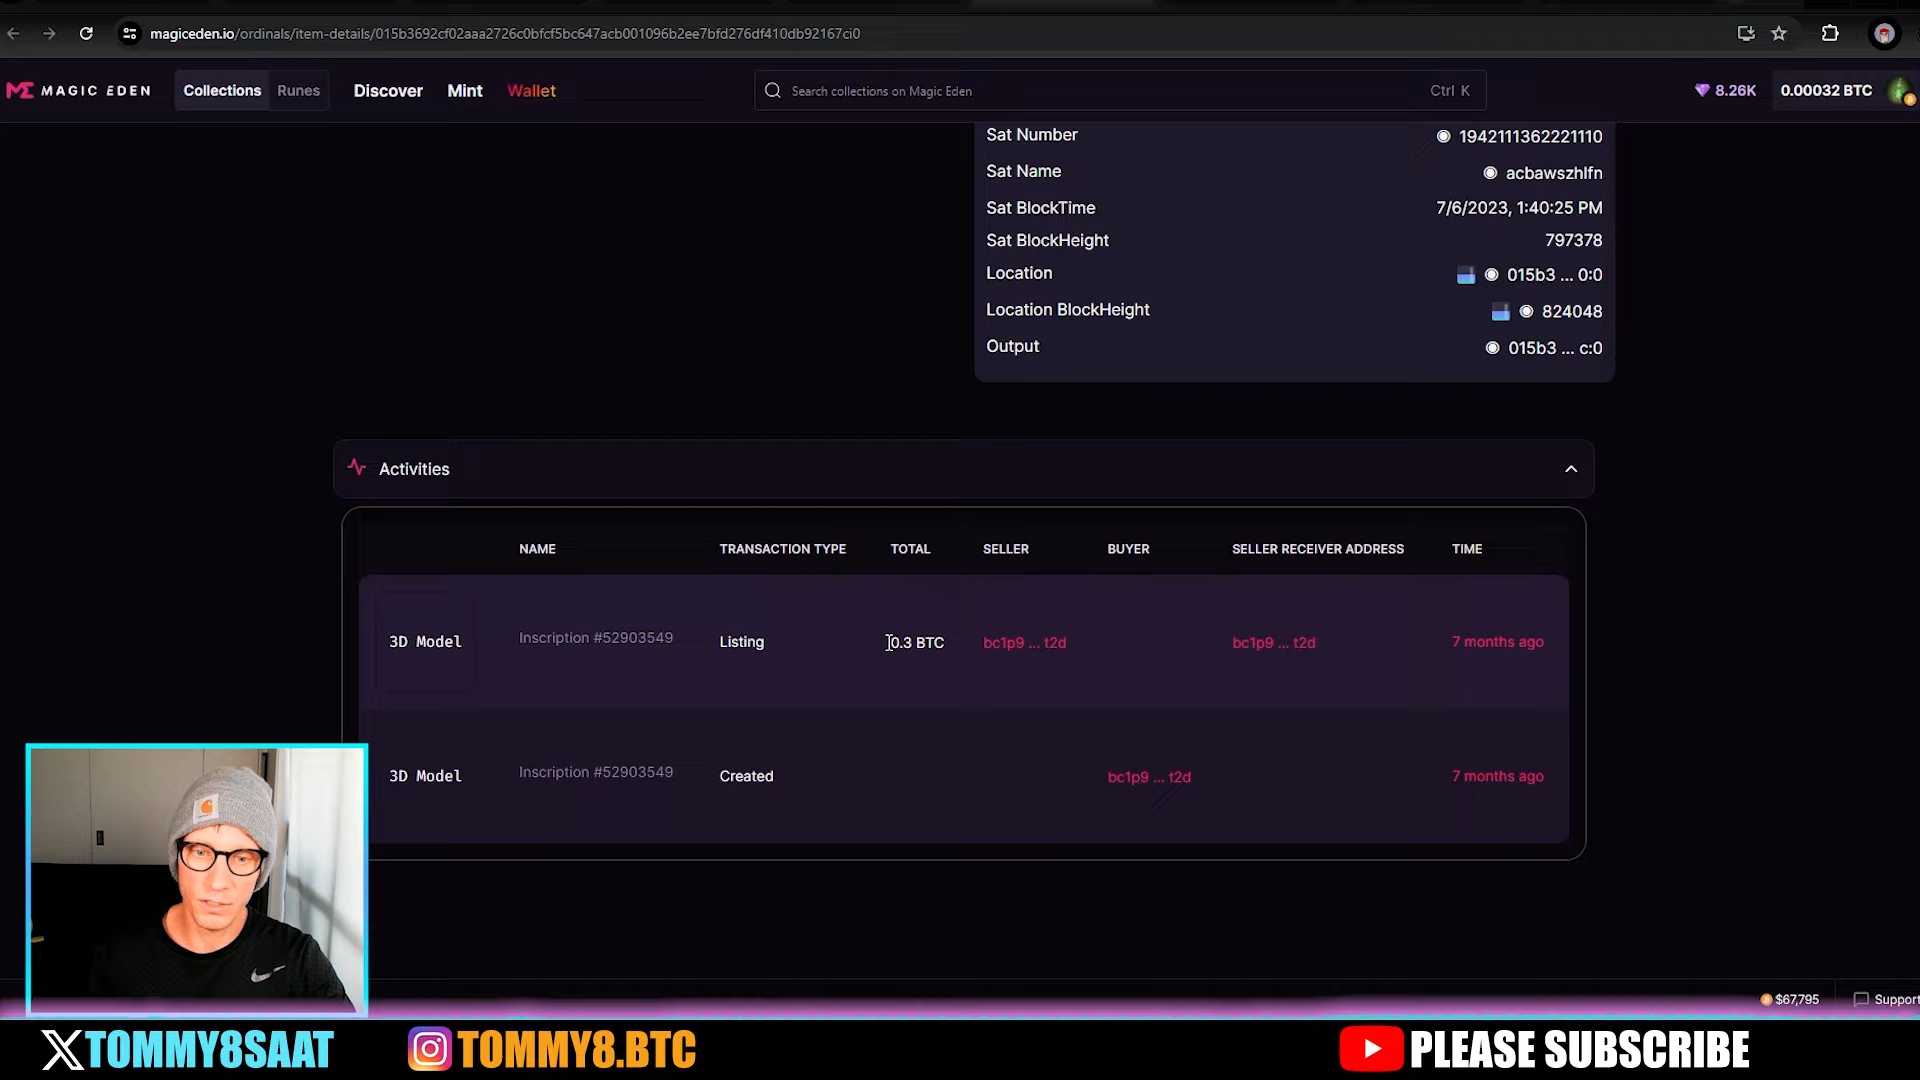 magiceden.io/ordinals/item-details/015b3692cf02aaa2726c0bfcf5bc647acb001096b2ee7bfd276df410db92167ci0
MAGIC EDEN Collections Runes Discover Mint Wallet Search collections on Magic Eden Ctrl K 8.26K 0.00032 BTC
Sat Number 1942111362221110
Sat Name acbawszhlfn
Sat BlockTime 7/6/2023, 1:40:25 PM
Sat BlockHeight 797378
Location 015b3 ... 0:0
Location BlockHeight 824048
Output 015b3 ... c:0
Activities
NAME TRANSACTION TYPE TOTAL SELLER BUYER SELLER RECEIVER ADDRESS TIME
3D Model Inscription #52903549 Listing 0.3 BTC bc1p9 ... t2d bc1p9 ... t2d 7 months ago
3D Model Inscription #52903549 Created bc1p9 ... t2d 7 months ago
$67,795 Support
XTOMMY8SAAT TOMMY8.BTC PLEASE SUBSCRIBE